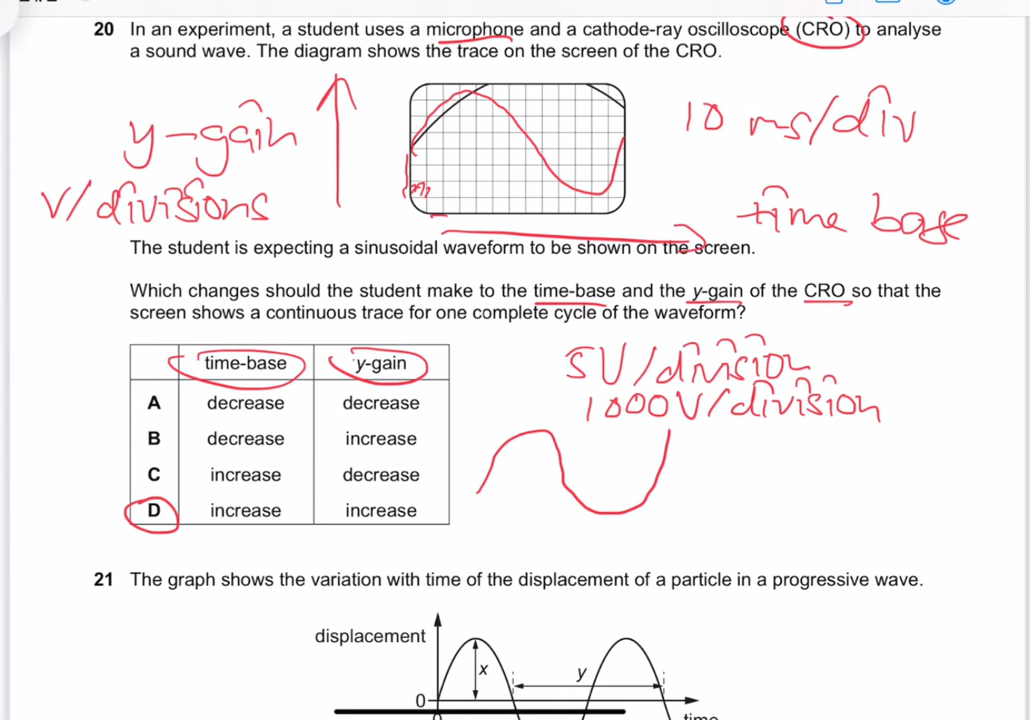 20 In an experiment, a student uses a microphone and a cathode-ray oscilloscope (CRO) to analyse
a sound wave. The diagram shows the trace on the screen of the CRO.
y-gain
V/divisions
10 ms/div
time base
The student is expecting a sinusoidal waveform to be shown on the screen.
Which changes should the student make to the time-base and the y-gain of the CRO so that the
screen shows a continuous trace for one complete cycle of the waveform?
time-base y-gain
A decrease decrease
B decrease increase
C increase decrease
D increase increase
5V/division
1000V/division
21 The graph shows the variation with time of the displacement of a particle in a progressive wave.
displacement
x
y
0
0
time